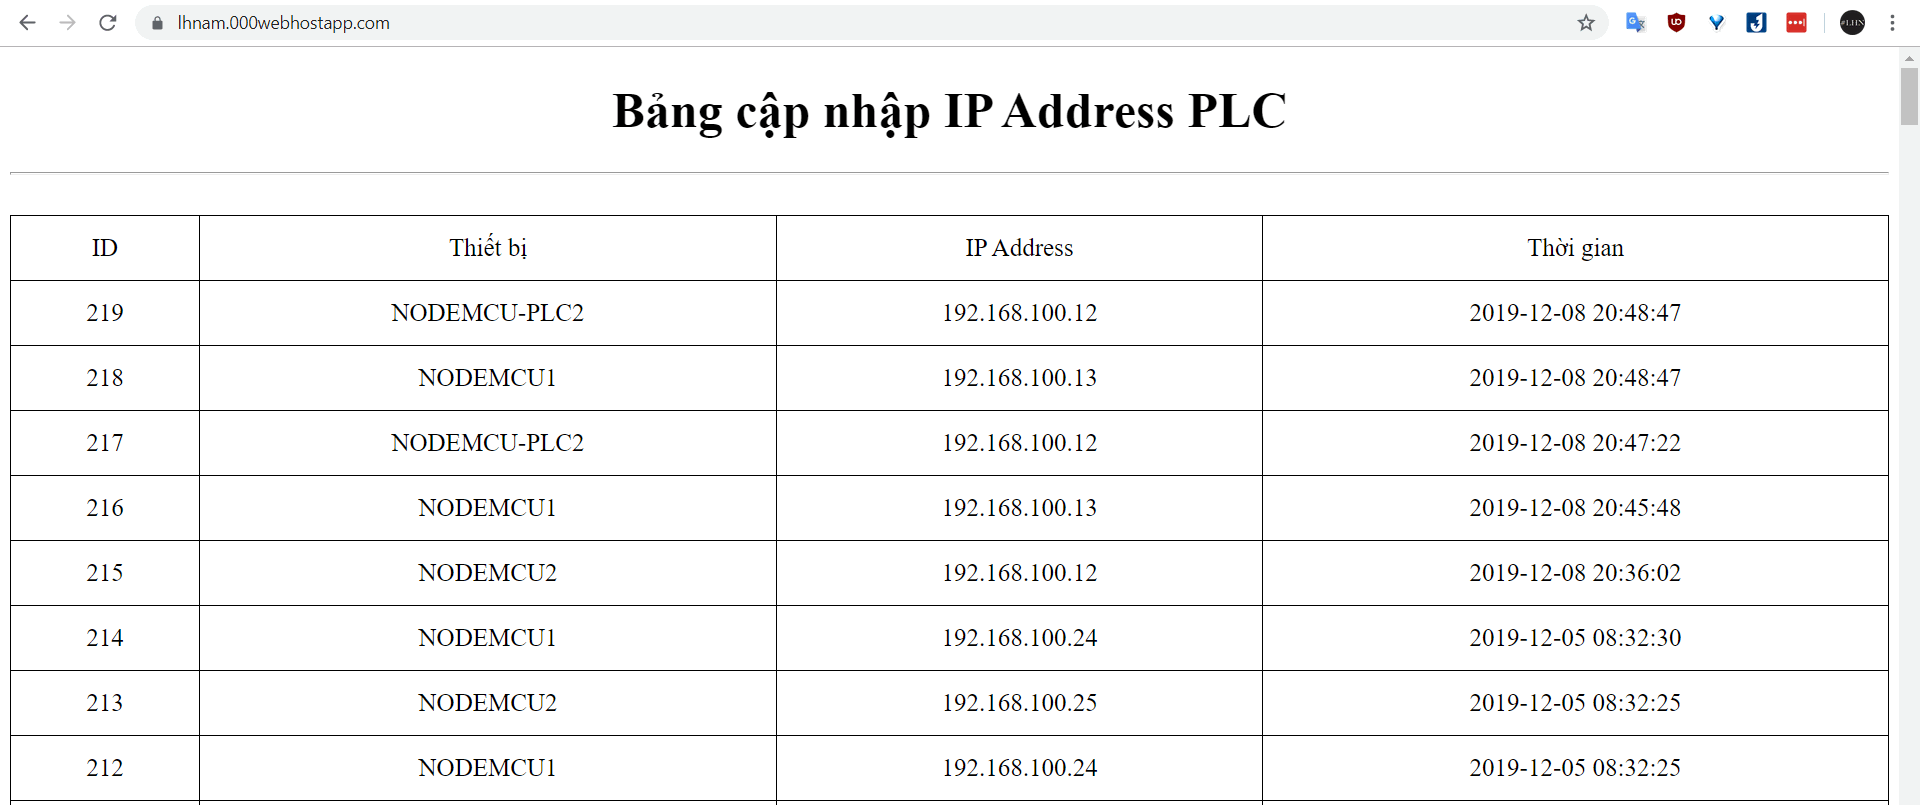 lhnam.000webhostapp.com
#LHN
Bảng cập nhập IP Address PLC
ID Thiết bị IP Address Thời gian
219 NODEMCU-PLC2 192.168.100.12 2019-12-08 20:48:47
218 NODEMCU1 192.168.100.13 2019-12-08 20:48:47
217 NODEMCU-PLC2 192.168.100.12 2019-12-08 20:47:22
216 NODEMCU1 192.168.100.13 2019-12-08 20:45:48
215 NODEMCU2 192.168.100.12 2019-12-08 20:36:02
214 NODEMCU1 192.168.100.24 2019-12-05 08:32:30
213 NODEMCU2 192.168.100.25 2019-12-05 08:32:25
212 NODEMCU1 192.168.100.24 2019-12-05 08:32:25